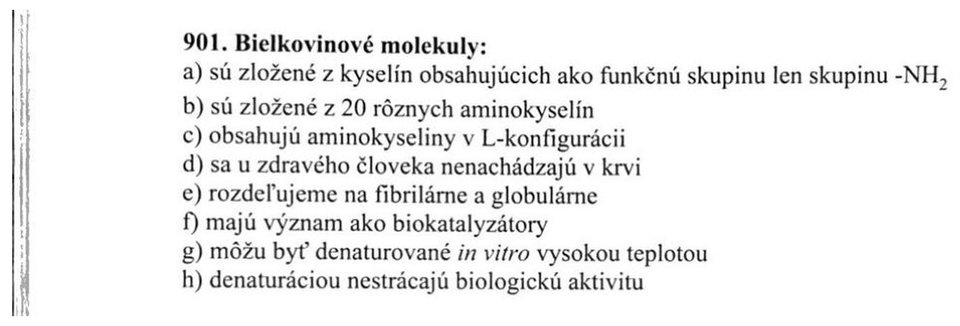 901. Bielkovinové molekuly:
a) sú zložené z kyselín obsahujúcich ako funkčnú skupinu len skupinu -NH₂
b) sú zložené z 20 rôznych aminokyselín
c) obsahujú aminokyseliny v L-konfigurácii
d) sa u zdravého človeka nenachádzajú v krvi
e) rozdeľujeme na fibrilárne a globulárne
f) majú význam ako biokatalyzátory
g) môžu byť denaturované in vitro vysokou teplotou
h) denaturáciou nestrácajú biologickú aktivitu